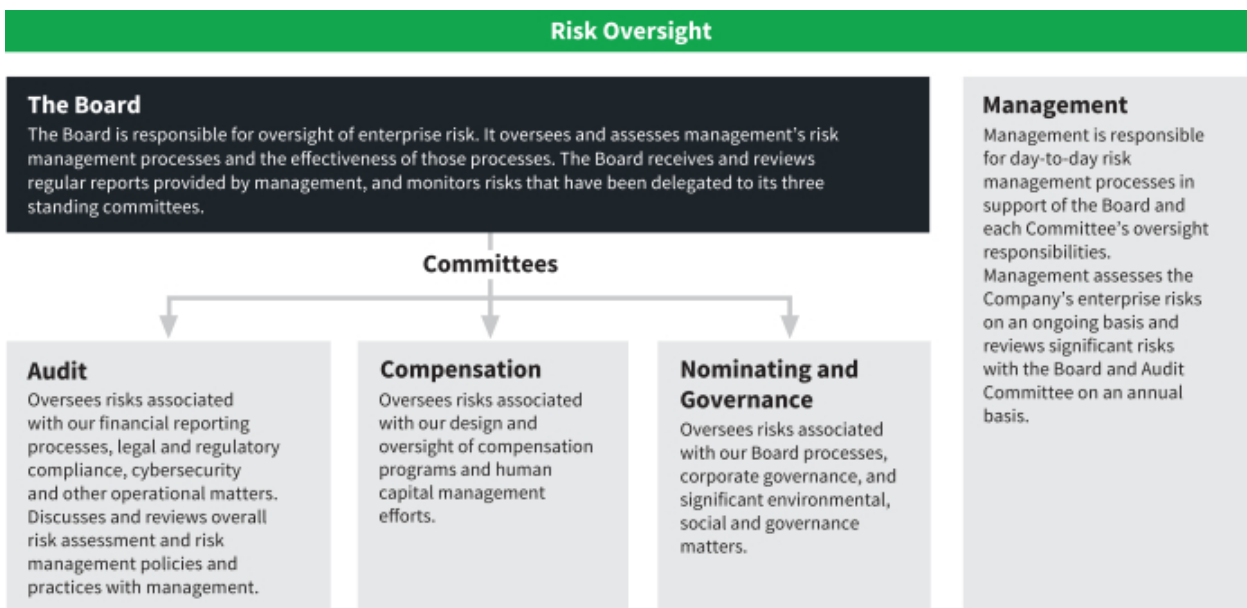 Risk Oversight
The Board
The Board is responsible for oversight of enterprise risk. It oversees and assesses management’s risk
management processes and the effectiveness of those processes. The Board receives and reviews
regular reports provided by management, and monitors risks that have been delegated to its three
standing committees.
Committees
Audit
Oversees risks associated
with our financial reporting
processes, legal and regulatory
compliance, cybersecurity
and other operational matters.
Discusses and reviews overall
risk assessment and risk
management policies and
practices with management.
Compensation
Oversees risks associated
with our design and
oversight of compensation
programs and human
capital management
efforts.
Nominating and
Governance
Oversees risks associated
with our Board processes,
corporate governance, and
significant environmental,
social and governance
matters.
Management
Management is responsible
for day-to-day risk
management processes in
support of the Board and
each Committee’s oversight
responsibilities.
Management assesses the
Company’s enterprise risks
on an ongoing basis and
reviews significant risks
with the Board and Audit
Committee on an annual
basis.